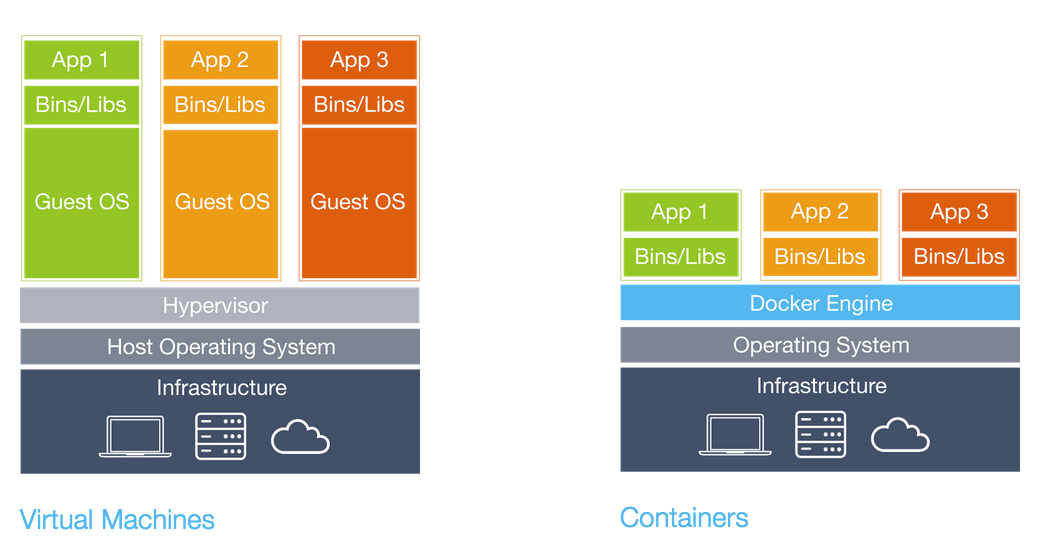 App 1
App 2
App 3
Bins/Libs
Bins/Libs
Bins/Libs
Guest OS
Guest OS
Guest OS
Hypervisor
Host Operating System
Infrastructure
Virtual Machines
App 1
App 2
App 3
Bins/Libs
Bins/Libs
Bins/Libs
Docker Engine
Operating System
Infrastructure
Containers